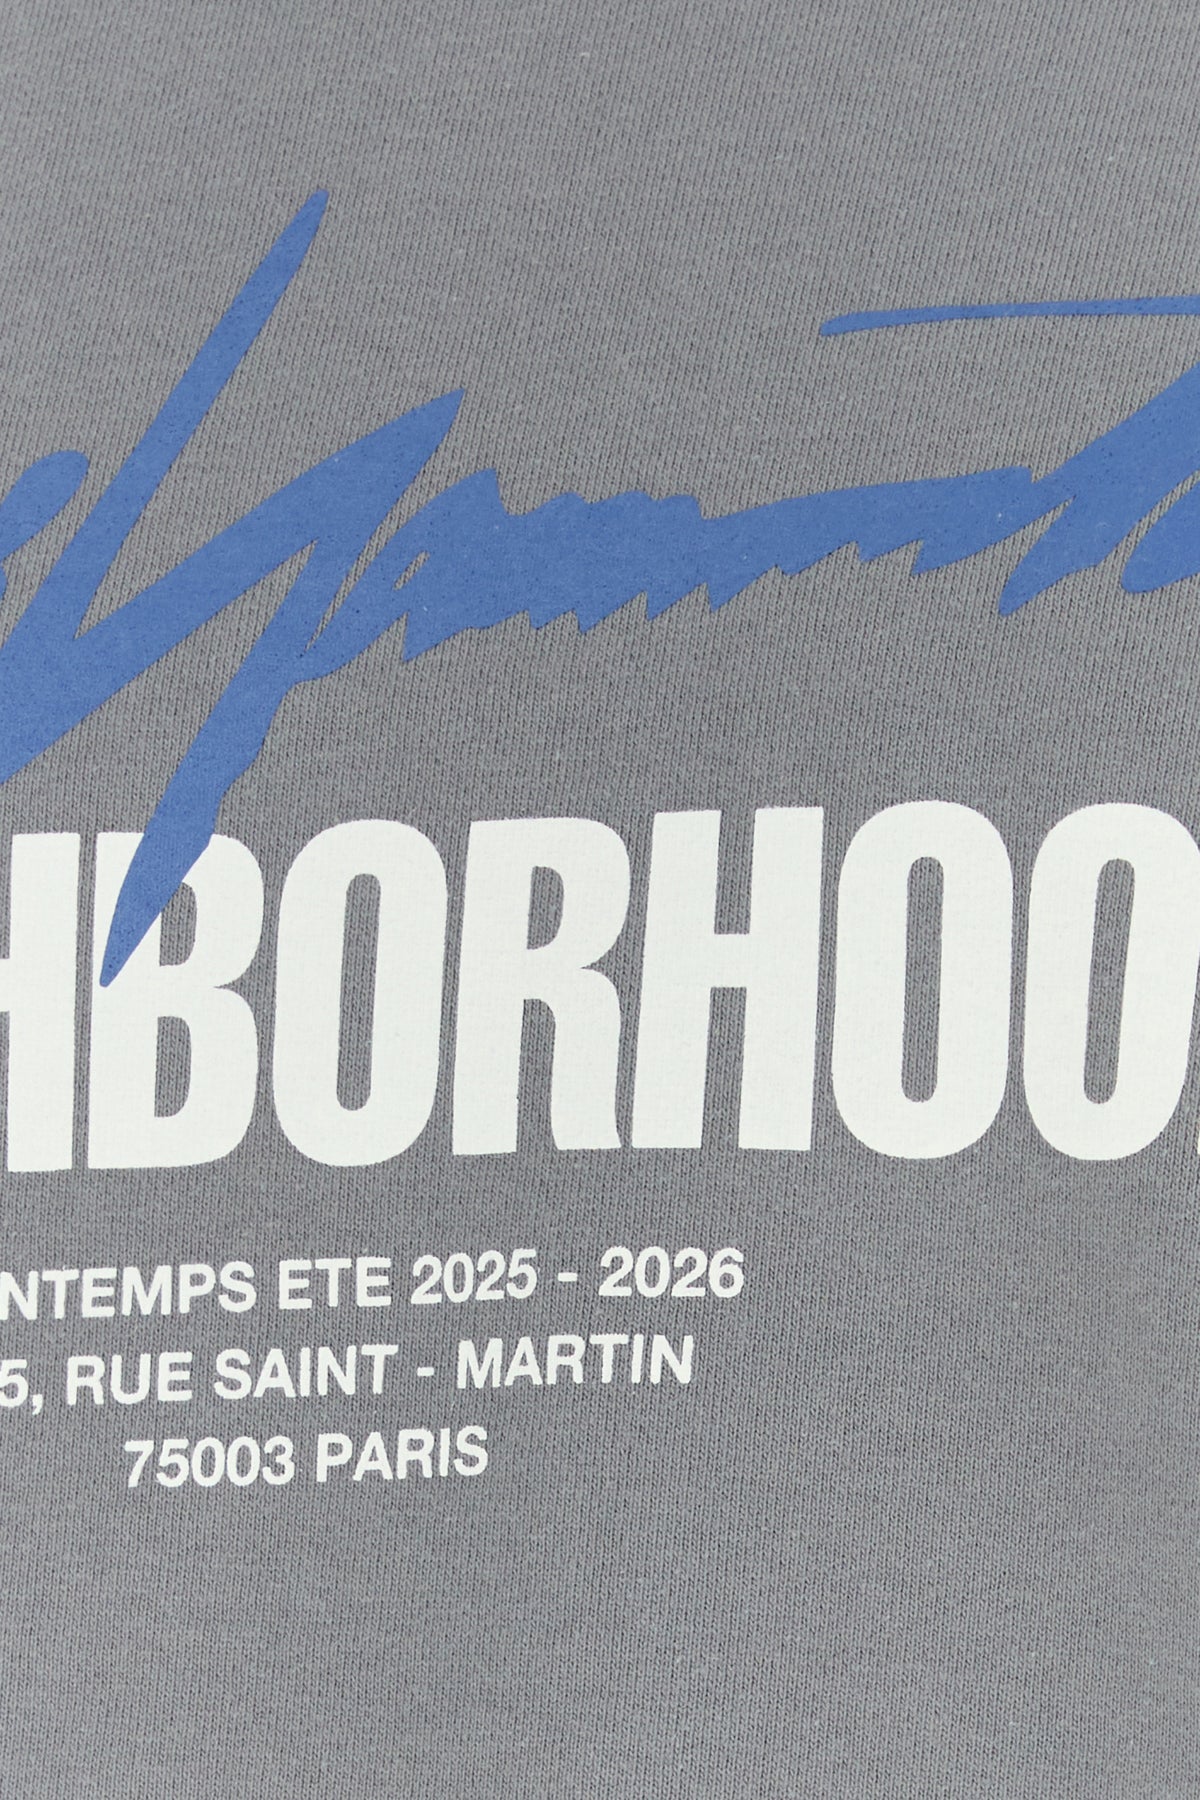 HBORHOO
NTEMPS ETE 2025 - 2026
5, RUE SAINT - MARTIN
75003 PARIS